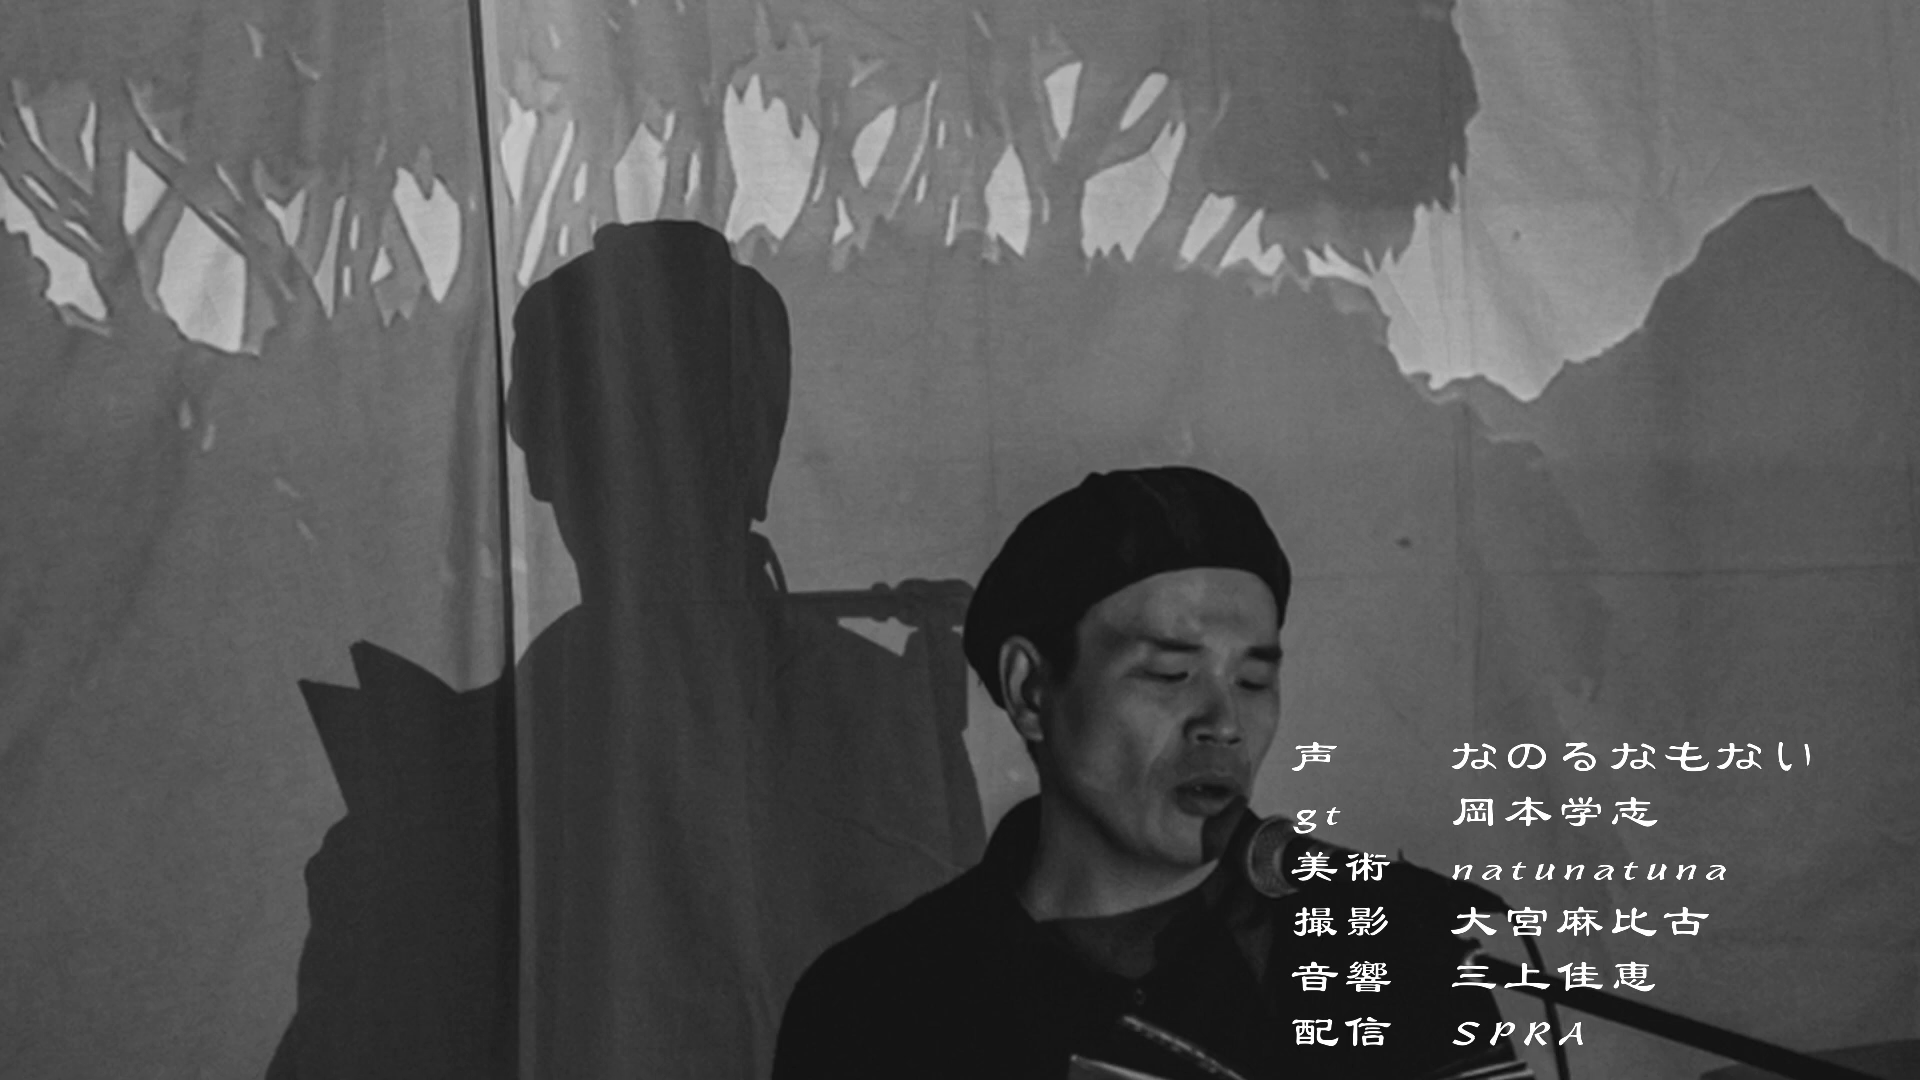 声 なのるなもない
gt 岡本学志
美術 natunatuna
撮影 大宮麻比古
音響 三上佳恵
配信 SPRA